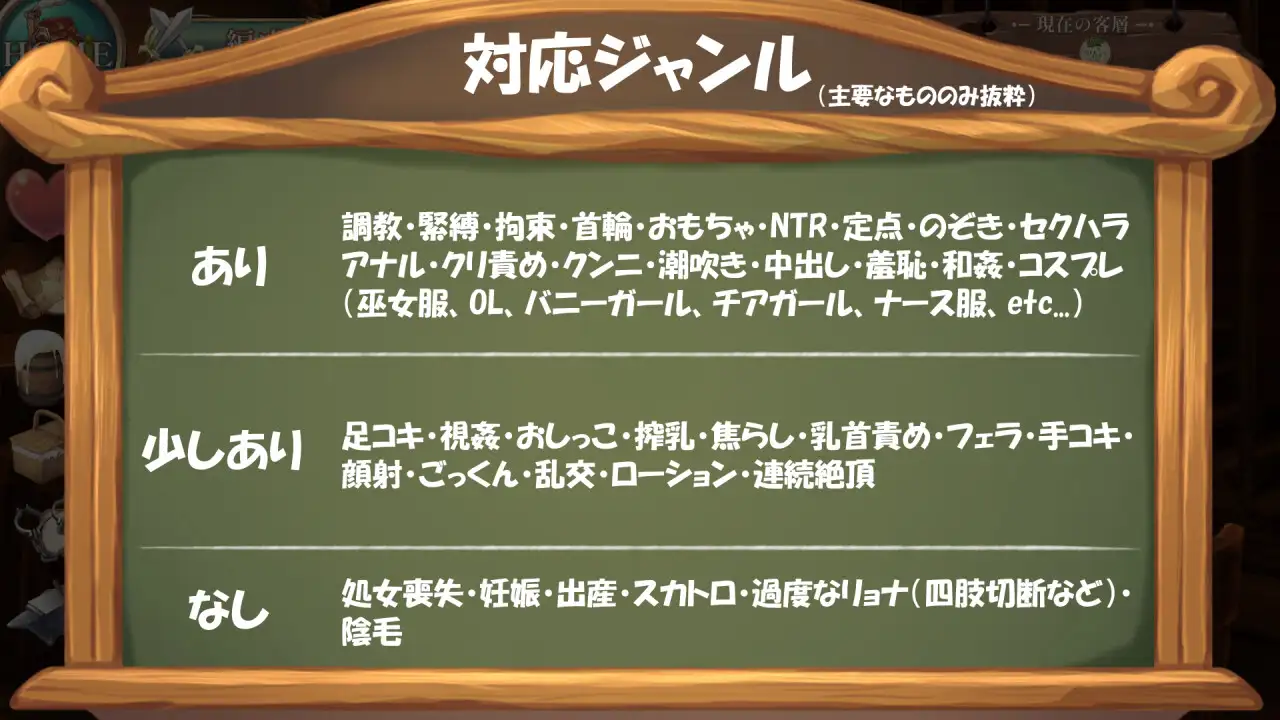 HOME
現在の客層
対応ジャンル
(主要なもののみ抜粋)
あり
調教・緊縛・拘束・首輪・おもちゃ・NTR・定点・のぞき・セクハラ
アナル・クリ責め・クンニ・潮吹き・中出し・羞恥・和姦・コスプレ
(巫女服、OL、バニーガール、チアガール、ナース服、etc...)
少しあり
足コキ・視姦・おしっこ・搾乳・焦らし・乳首責め・フェラ・手コキ・
顔射・ごっくん・乱交・ローション・連続絶頂
なし
処女喪失・妊娠・出産・スカトロ・過度なリョナ(四肢切断など)・
陰毛